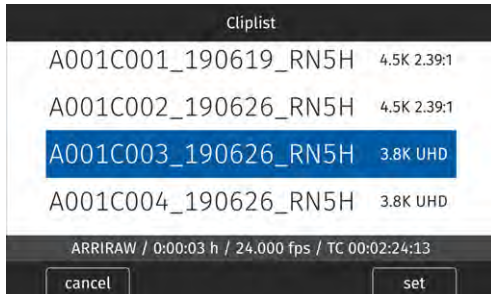 Cliplist
A001C001_190619_RN5H 4.5K 2.39:1
A001C002_190626_RN5H 4.5K 2.39:1
A001C003_190626_RN5H 3.8K UHD
A001C004_190626_RN5H 3.8K UHD
ARRIRAW / 0:00:03 h / 24.000 fps / TC 00:02:24:13
cancel set